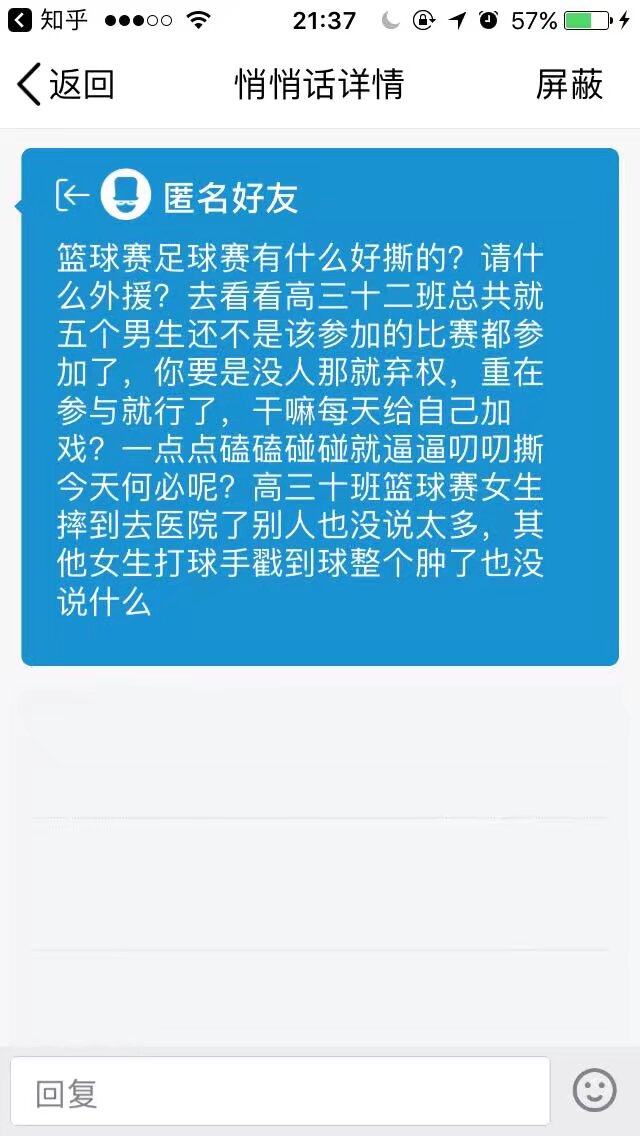 知乎 21:37 57%
返回 悄悄话详情 屏蔽
匿名好友
篮球赛足球赛有什么好撕的？请什
么外援？去看看高三十二班总共就
五个男生还不是该参加的比赛都参
加了，你要是没人那就弃权，重在
参与就行了，干嘛每天给自己加
戏？一点点磕磕碰碰就逼逼叨叨撕
今天何必呢？高三十班篮球赛女生
摔到去医院了别人也没说太多，其
他女生打球手戳到球整个肿了也没
说什么
回复